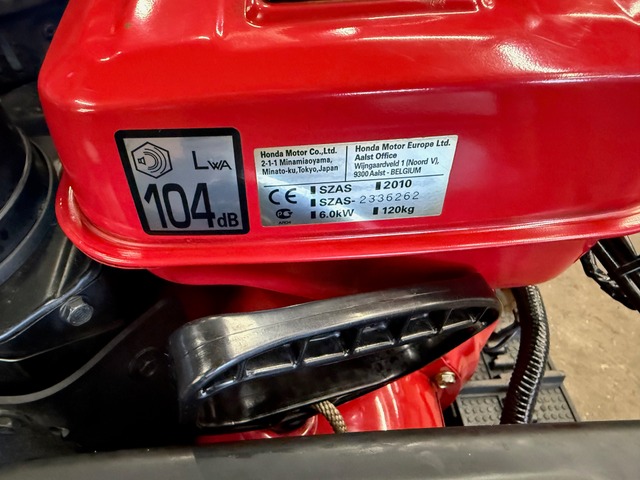 LWA
104dB
Honda Motor Co.,Ltd.
2-1-1 Minamiaoyama,
Minato-ku,Tokyo,Japan
Honda Motor Europe Ltd.
Aalst Office
Wijngaardveld 1 (Noord V),
9300 Aalst - BELGIUM
CE
SZAS 2010
SZAS-2336262
6.0kW 120kg